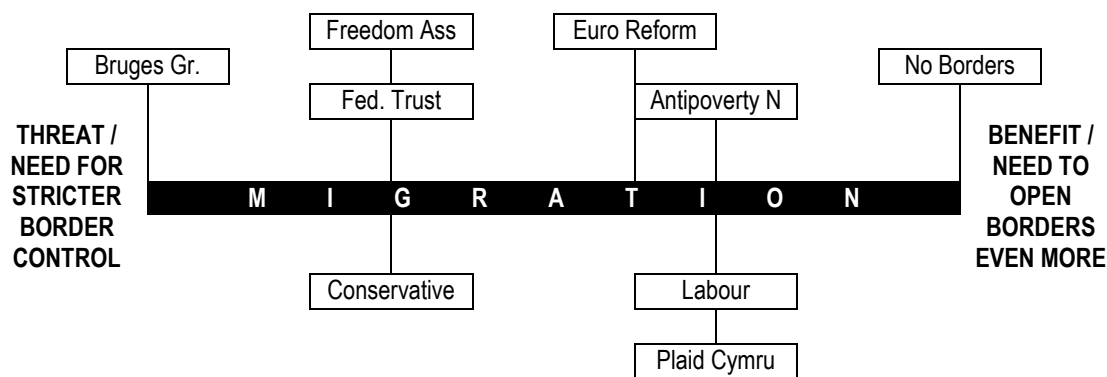 Freedom Ass
Euro Reform
Bruges Gr.
No Borders
Fed. Trust
Antipoverty N
THREAT /
NEED FOR
STRICTER
BORDER
CONTROL
M I G R A T I O N
BENEFIT /
NEED TO
OPEN
BORDERS
EVEN MORE
Conservative
Labour
Plaid Cymru